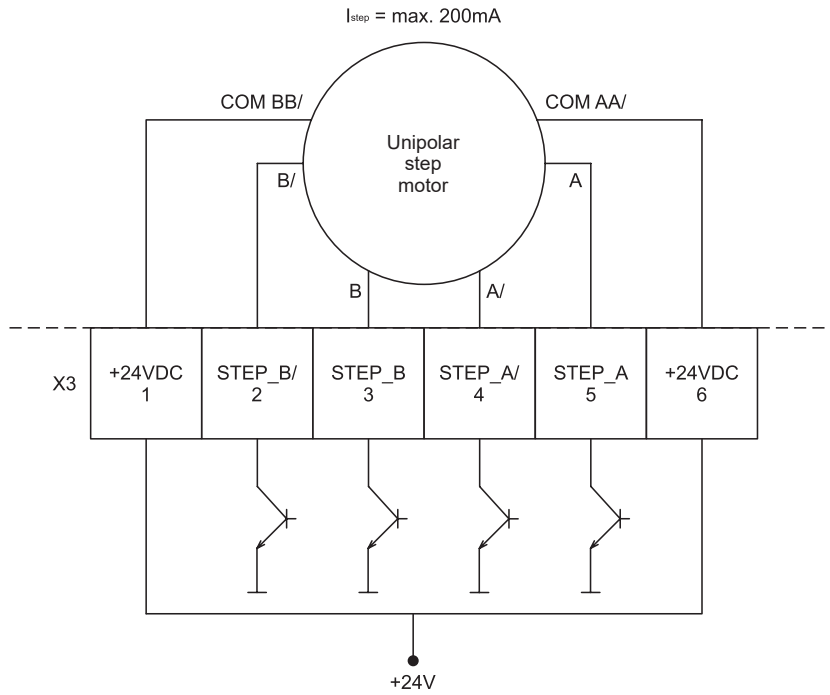 Istep = max. 200mA
COM BB/
COM AA/
Unipolar
step
motor
B/
A
B
A/
X3
+24VDC
1
STEP_B/
2
STEP_B
3
STEP_A/
4
STEP_A
5
+24VDC
6
+24V